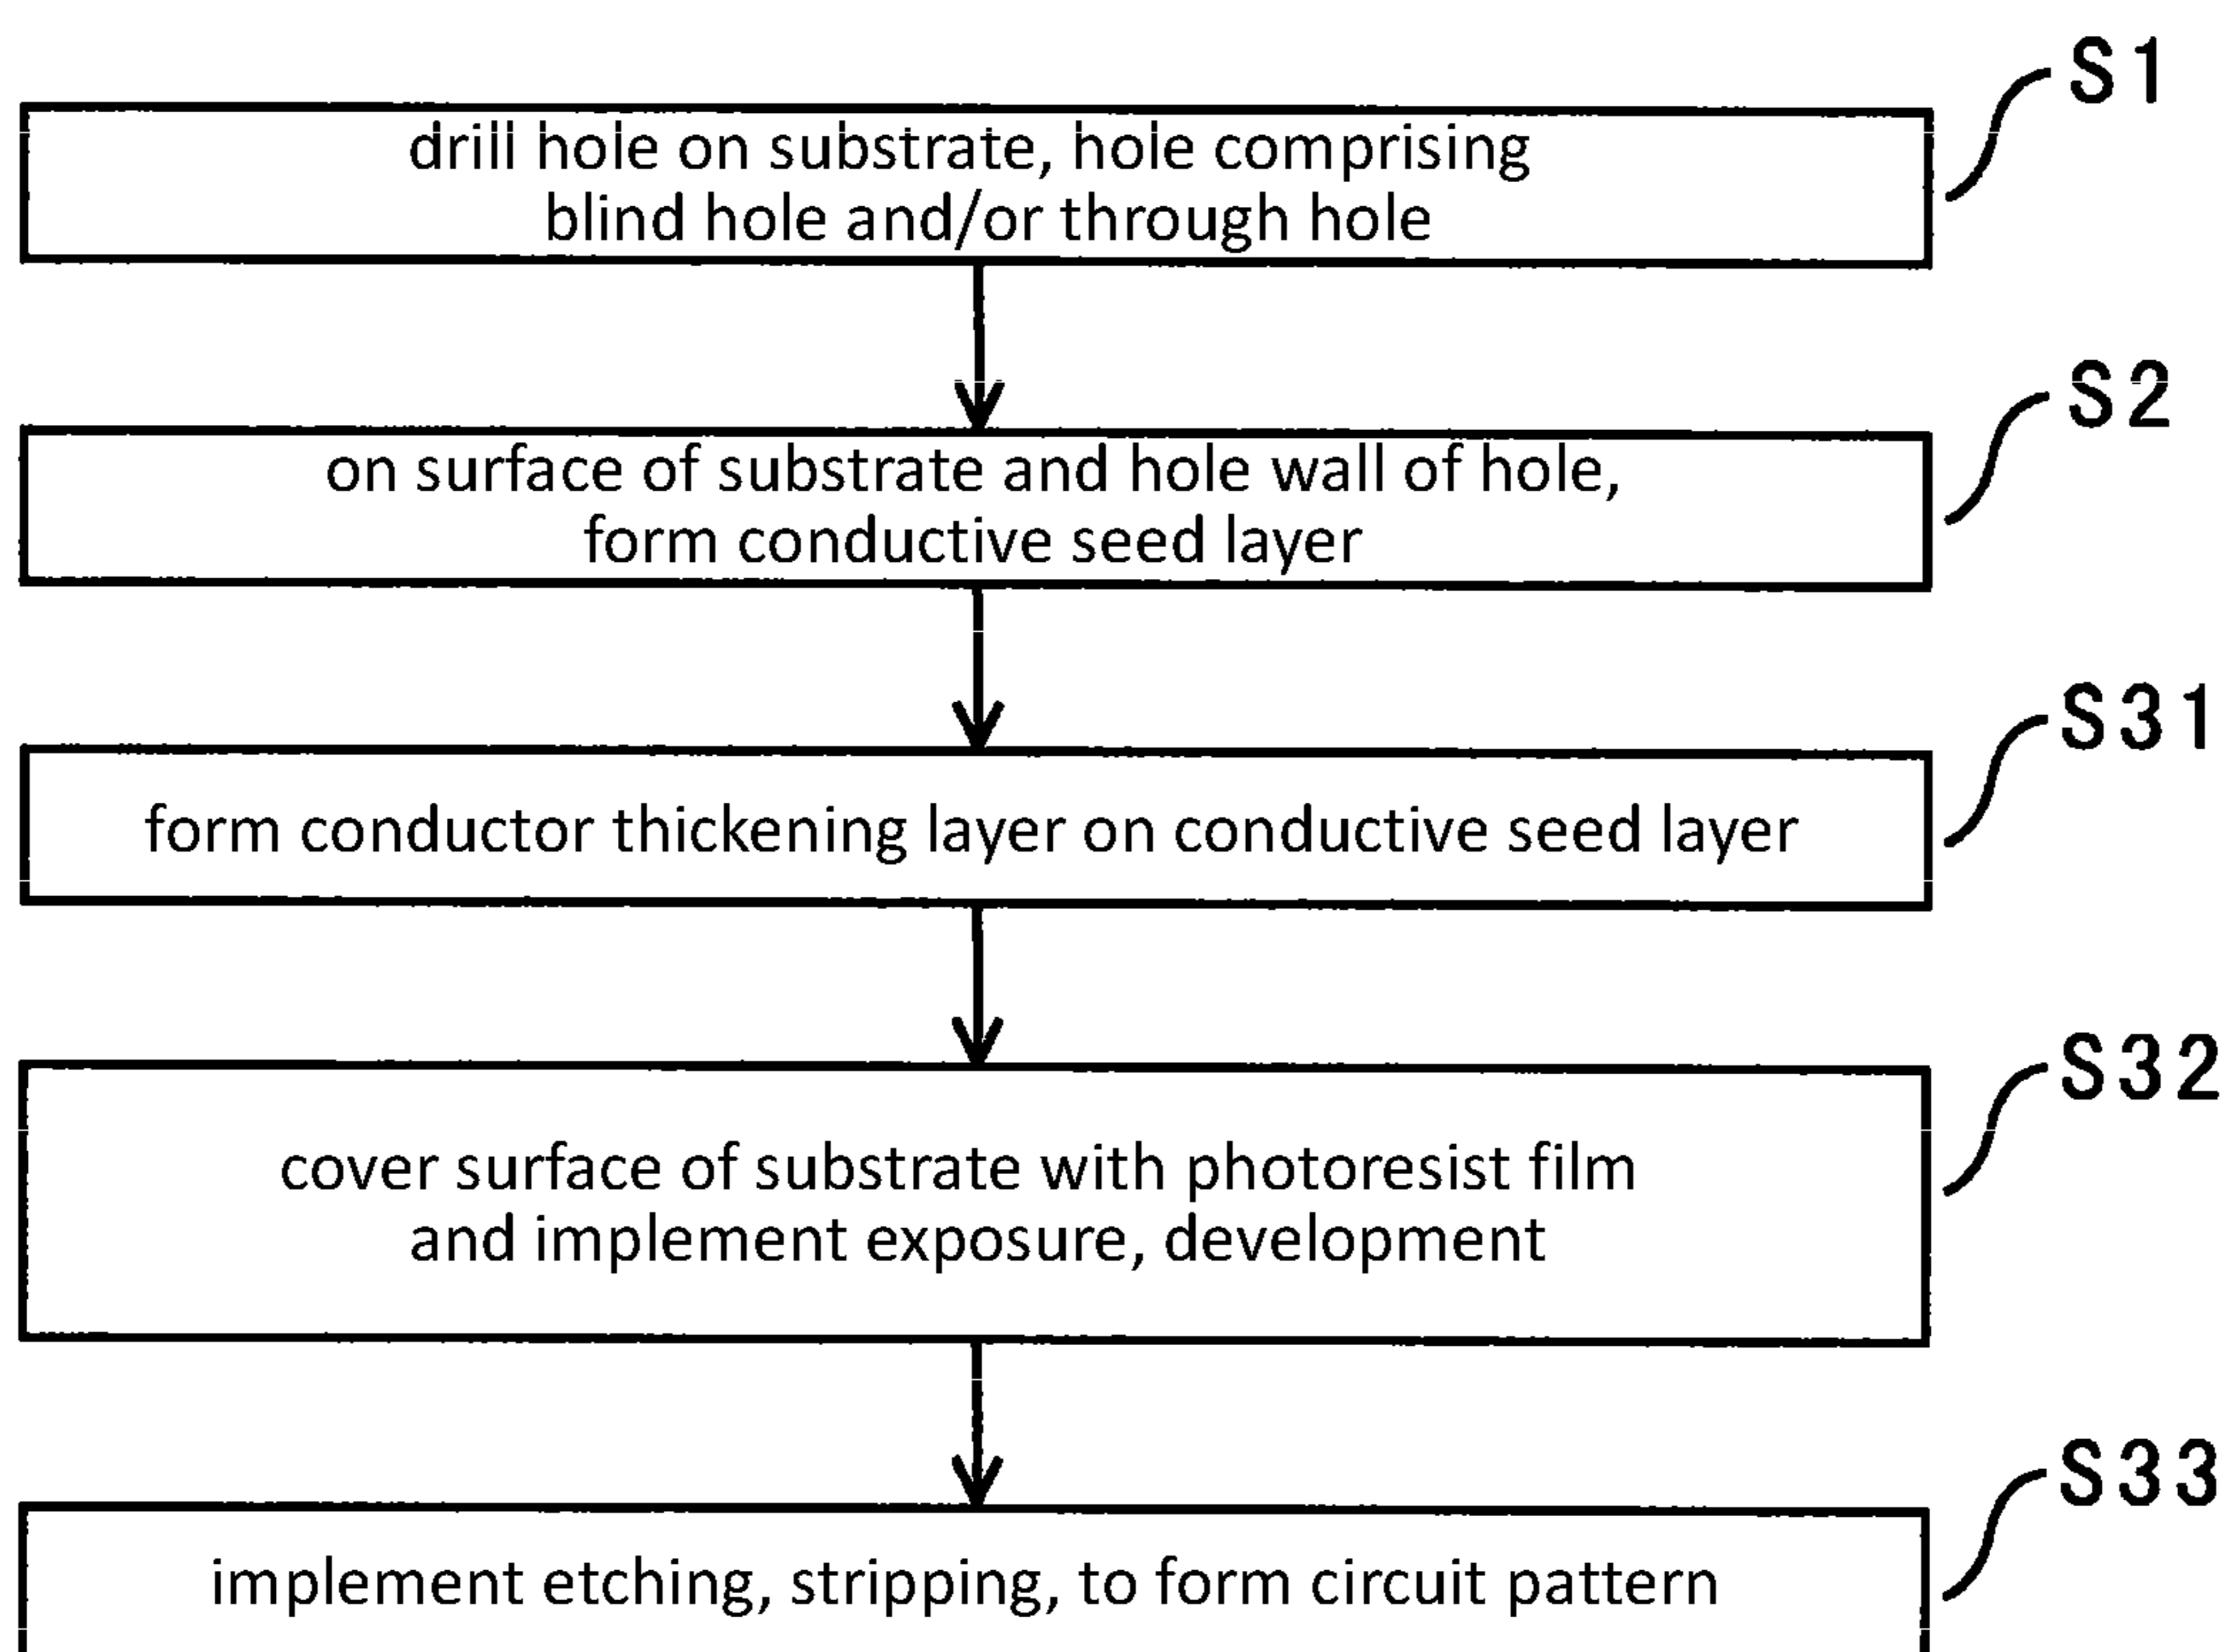 S1
drill hole on substrate, hole comprising
blind hole and/or through hole
S2
on surface of substrate and hole wall of hole,
form conductive seed layer
S31
form conductor thickening layer on conductive seed layer
S32
cover surface of substrate with photoresist film
and implement exposure, development
S33
implement etching, stripping, to form circuit pattern